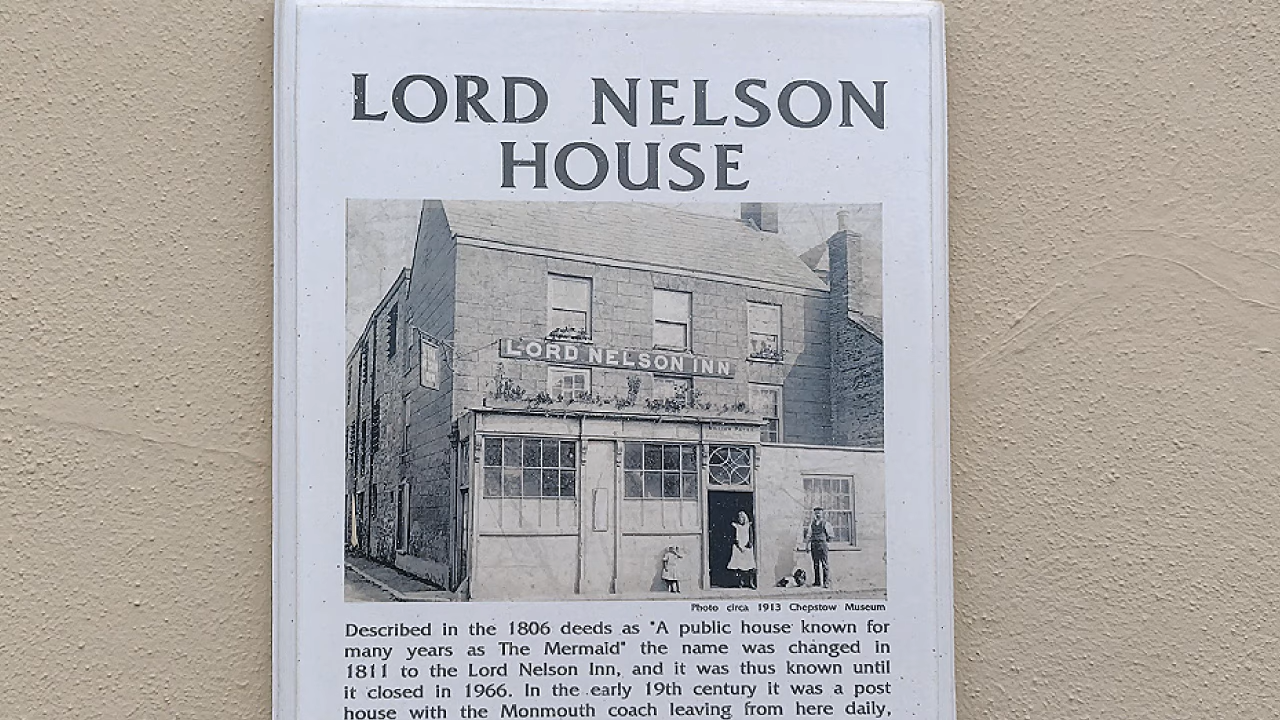 LORD NELSON
HOUSE
LORD NELSON INN
Photo circa 1913 Chepstow Museum
Described in the 1806 deeds as "A public house known for
many years as The Mermaid" the name was changed in
1811 to the Lord Nelson Inn, and it was thus known until
it closed in 1966. In the early 19th century it was a post
house with the Monmouth coach leaving from here daily,